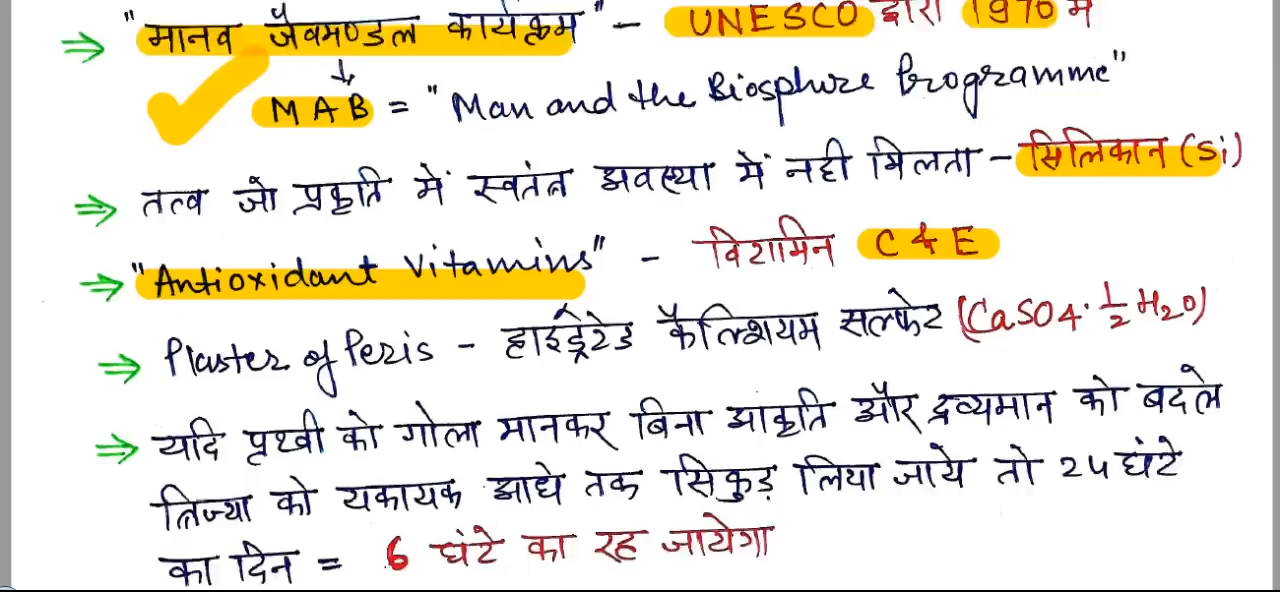 ⇒ "मानव जैवमण्डल कार्यक्रम" - UNESCO द्वारा 1970 में
↓
MAB = "Man and the Biosphere Programme"
⇒ तत्व जो प्रकृति में स्वतंत्र अवस्था में नही मिलता - सिलिकान (Si)
⇒ "Antioxidant Vitamins" - विटामिन C & E
⇒ Plaster of Peris - हाइड्रेटेड कैल्शियम सल्फेट (CaSO4·½H2O)
⇒ यदि पृथ्वी को गोला मानकर बिना आकृति और द्रव्यमान को बदले
त्रिज्या को यकायक आधे तक सिकुड़ लिया जाये तो 24 घंटे
का दिन = 6 घंटे का रह जायेगा